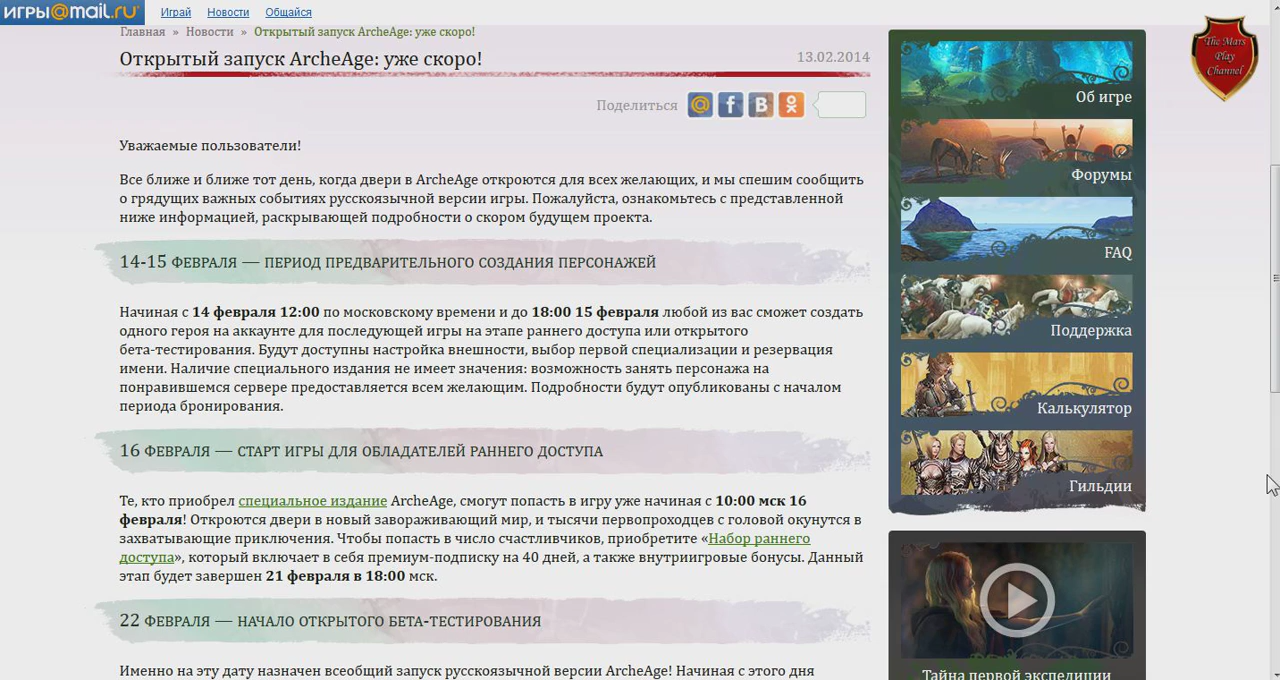 ИГРЫ@MAIL.RU
Играй Новости Общайся
Главная » Новости » Открытый запуск ArcheAge: уже скоро!
Открытый запуск ArcheAge: уже скоро!
13.02.2014
Поделиться
Уважаемые пользователи!
Все ближе и ближе тот день, когда двери в ArcheAge откроются для всех желающих, и мы спешим сообщить
о грядущих важных событиях русскоязычной версии игры. Пожалуйста, ознакомьтесь с представленной
ниже информацией, раскрывающей подробности о скором будущем проекта.
14-15 ФЕВРАЛЯ — ПЕРИОД ПРЕДВАРИТЕЛЬНОГО СОЗДАНИЯ ПЕРСОНАЖЕЙ
Начиная с 14 февраля 12:00 по московскому времени и до 18:00 15 февраля любой из вас сможет создать
одного героя на аккаунте для последующей игры на этапе раннего доступа или открытого
бета-тестирования. Будут доступны настройка внешности, выбор первой специализации и резервация
имени. Наличие специального издания не имеет значения: возможность занять персонажа на
понравившемся сервере предоставляется всем желающим. Подробности будут опубликованы с началом
периода бронирования.
16 ФЕВРАЛЯ — СТАРТ ИГРЫ ДЛЯ ОБЛАДАТЕЛЕЙ РАННЕГО ДОСТУПА
Те, кто приобрел специальное издание ArcheAge, смогут попасть в игру уже начиная с 10:00 мск 16
февраля! Откроются двери в новый завораживающий мир, и тысячи первопроходцев с головой окунутся в
захватывающие приключения. Чтобы попасть в число счастливчиков, приобретите «Набор раннего
доступа», который включает в себя премиум-подписку на 40 дней, а также внутриигровые бонусы. Данный
этап будет завершен 21 февраля в 18:00 мск.
22 ФЕВРАЛЯ — НАЧАЛО ОТКРЫТОГО БЕТА-ТЕСТИРОВАНИЯ
Именно на эту дату назначен всеобщий запуск русскоязычной версии ArcheAge! Начиная с этого дня
Об игре
Форумы
FAQ
Поддержка
Калькулятор
Гильдии
Тайна первой экспедиции
The Mars
Play
Channel